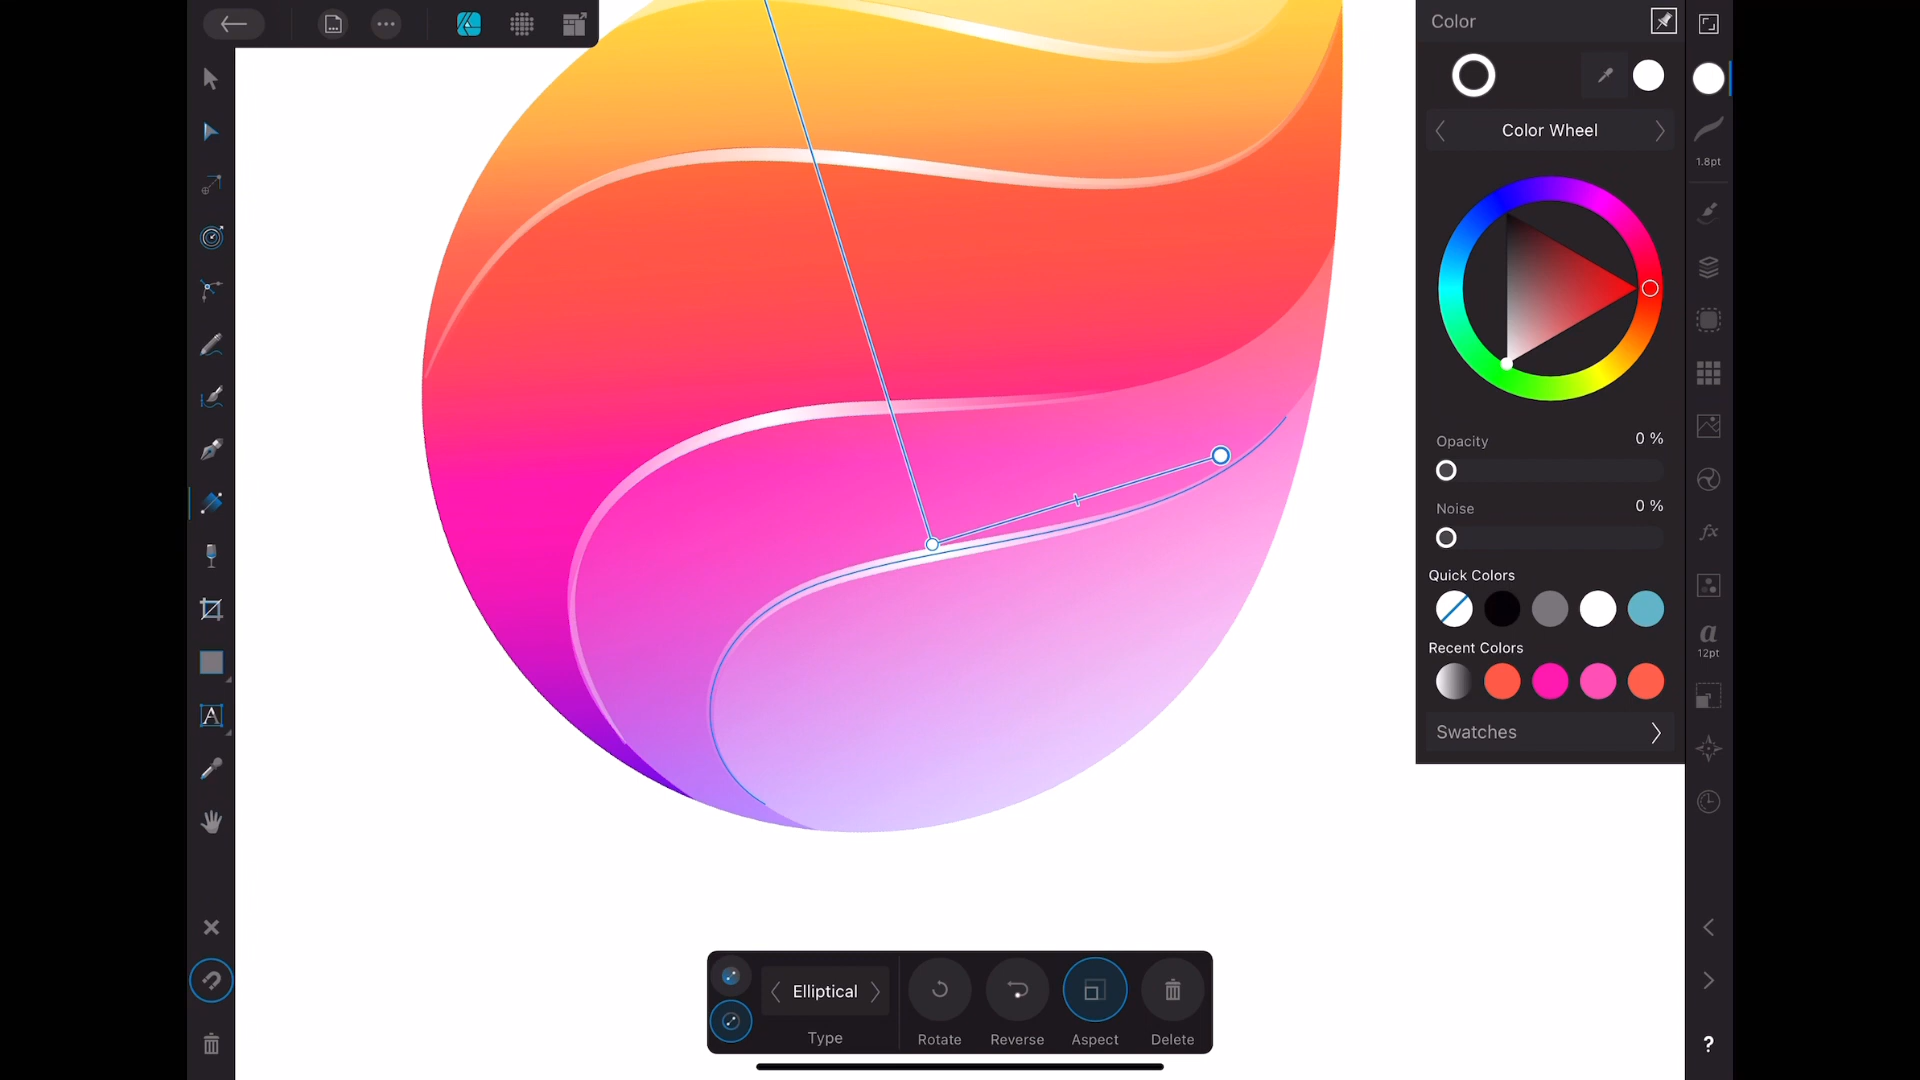 Color
Color Wheel
1.8pt
Opacity
0 %
Noise
0 %
Quick Colors
Recent Colors
a
12pt
Swatches
fx
A
Elliptical
Type
Rotate
Reverse
Aspect
Delete
?